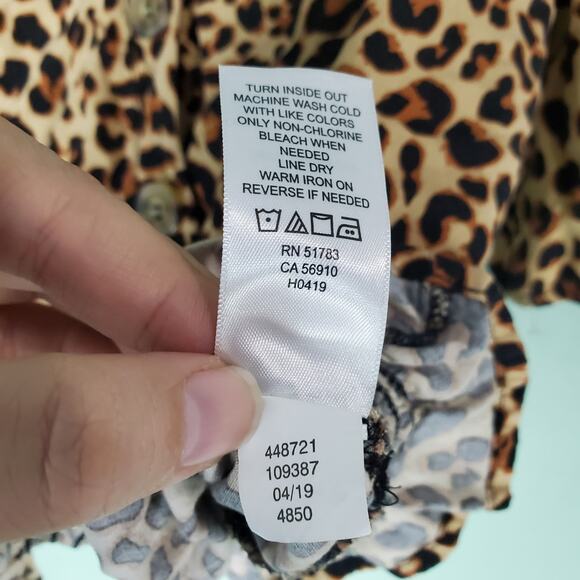 TURN INSIDE OUT
MACHINE WASH COLD
WITH LIKE COLORS
ONLY NON-CHLORINE
BLEACH WHEN
NEEDED
LINE DRY
WARM IRON ON
REVERSE IF NEEDED
RN 51783
CA 56910
H0419
448721
109387
04/19
4850